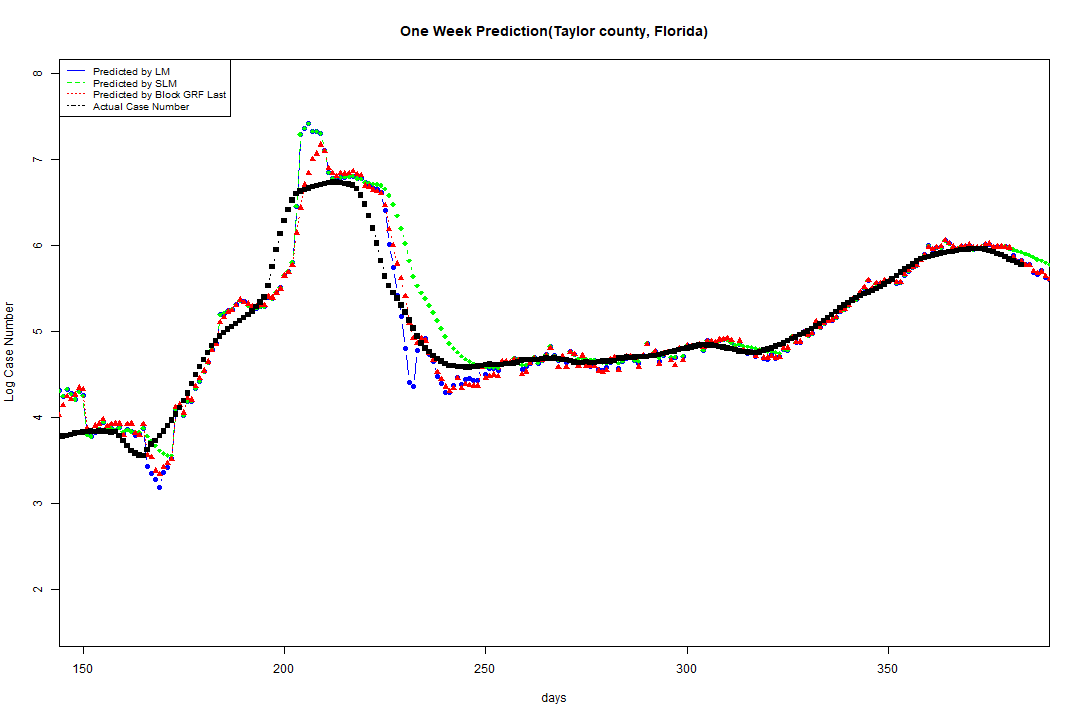 One Week Prediction(Taylor county, Florida)
Predicted by LM
Predicted by SLM
Predicted by Block GRF Last
Actual Case Number
8
7
6
5
4
3
2
Log Case Number
150 200 250 300 350
days